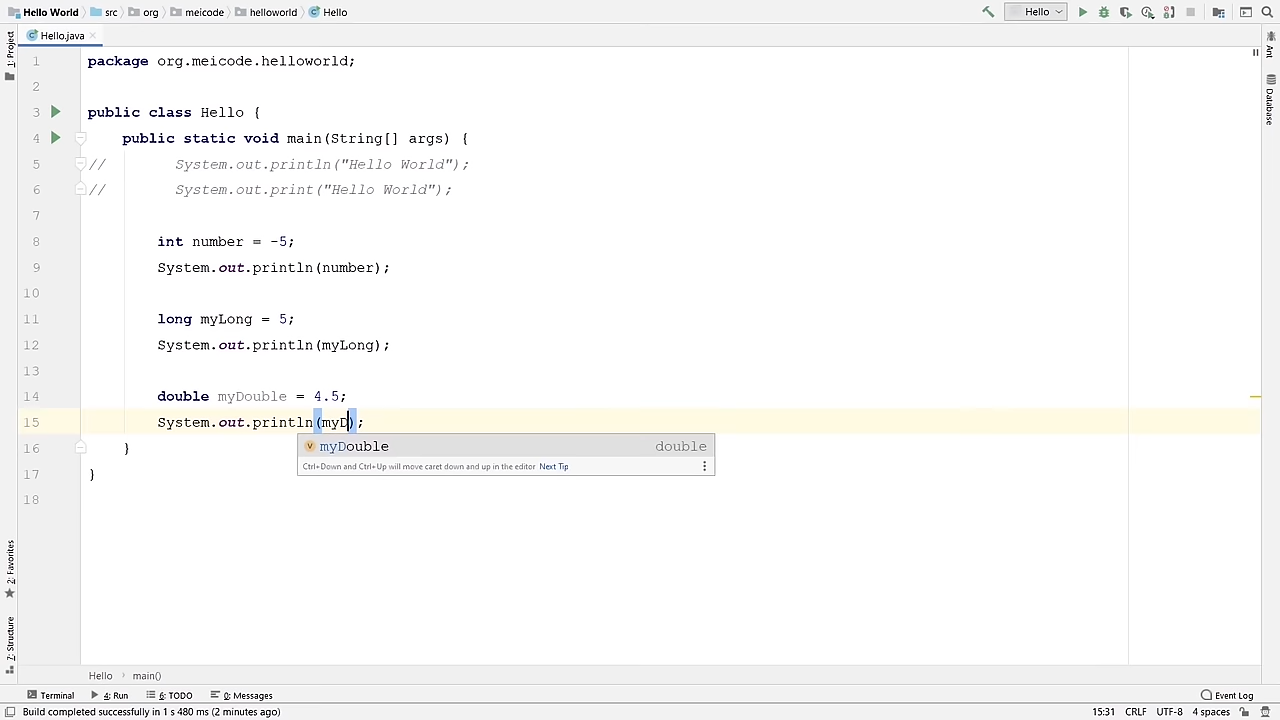 Hello World src org meicode helloworld Hello Hello
Hello.java
1: Project
Ant
Database
1 package org.meicode.helloworld;
2
3 public class Hello {
4 public static void main(String[] args) {
5 // System.out.println("Hello World");
6 // System.out.print("Hello World");
7
8 int number = -5;
9 System.out.println(number);
10
11 long myLong = 5;
12 System.out.println(myLong);
13
14 double myDouble = 4.5;
15 System.out.println(myD);
myDouble double
Ctrl+Down and Ctrl+Up will move caret down and up in the editor Next Tip
16 }
17 }
18
2: Favorites
7: Structure
Hello main()
Terminal 4: Run 6: TODO 0: Messages Event Log
Build completed successfully in 1 s 480 ms (2 minutes ago) 15:31 CRLF UTF-8 4 spaces